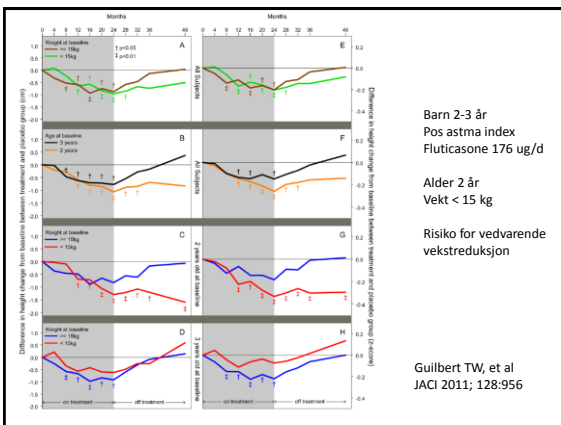 Months
Months
0 4 8 12 16 20 24 28 32 36 48
0 4 8 12 16 20 24 28 32 36 48
Difference in height change from baseline between treatment and placebo group (cm)
Difference in height change from baseline between treatment and placebo group (z-score)
Weight at baseline
>= 15kg
< 15kg
† p<0.05
‡ p<0.01
A
E
All Subjects
Age at baseline
3 years
2 years
B
F
All Subjects
Weight at baseline
>= 15kg
< 15kg
C
G
2 years old at baseline
Weight at baseline
>= 15kg
< 15kg
D
H
3 years old at baseline
on treatment
off treatment
on treatment
off treatment
Barn 2-3 år
Pos astma index
Fluticasone 176 ug/d
Alder 2 år
Vekt < 15 kg
Risiko for vedvarende
vekstreduksjon
Guilbert TW, et al
JACI 2011; 128:956